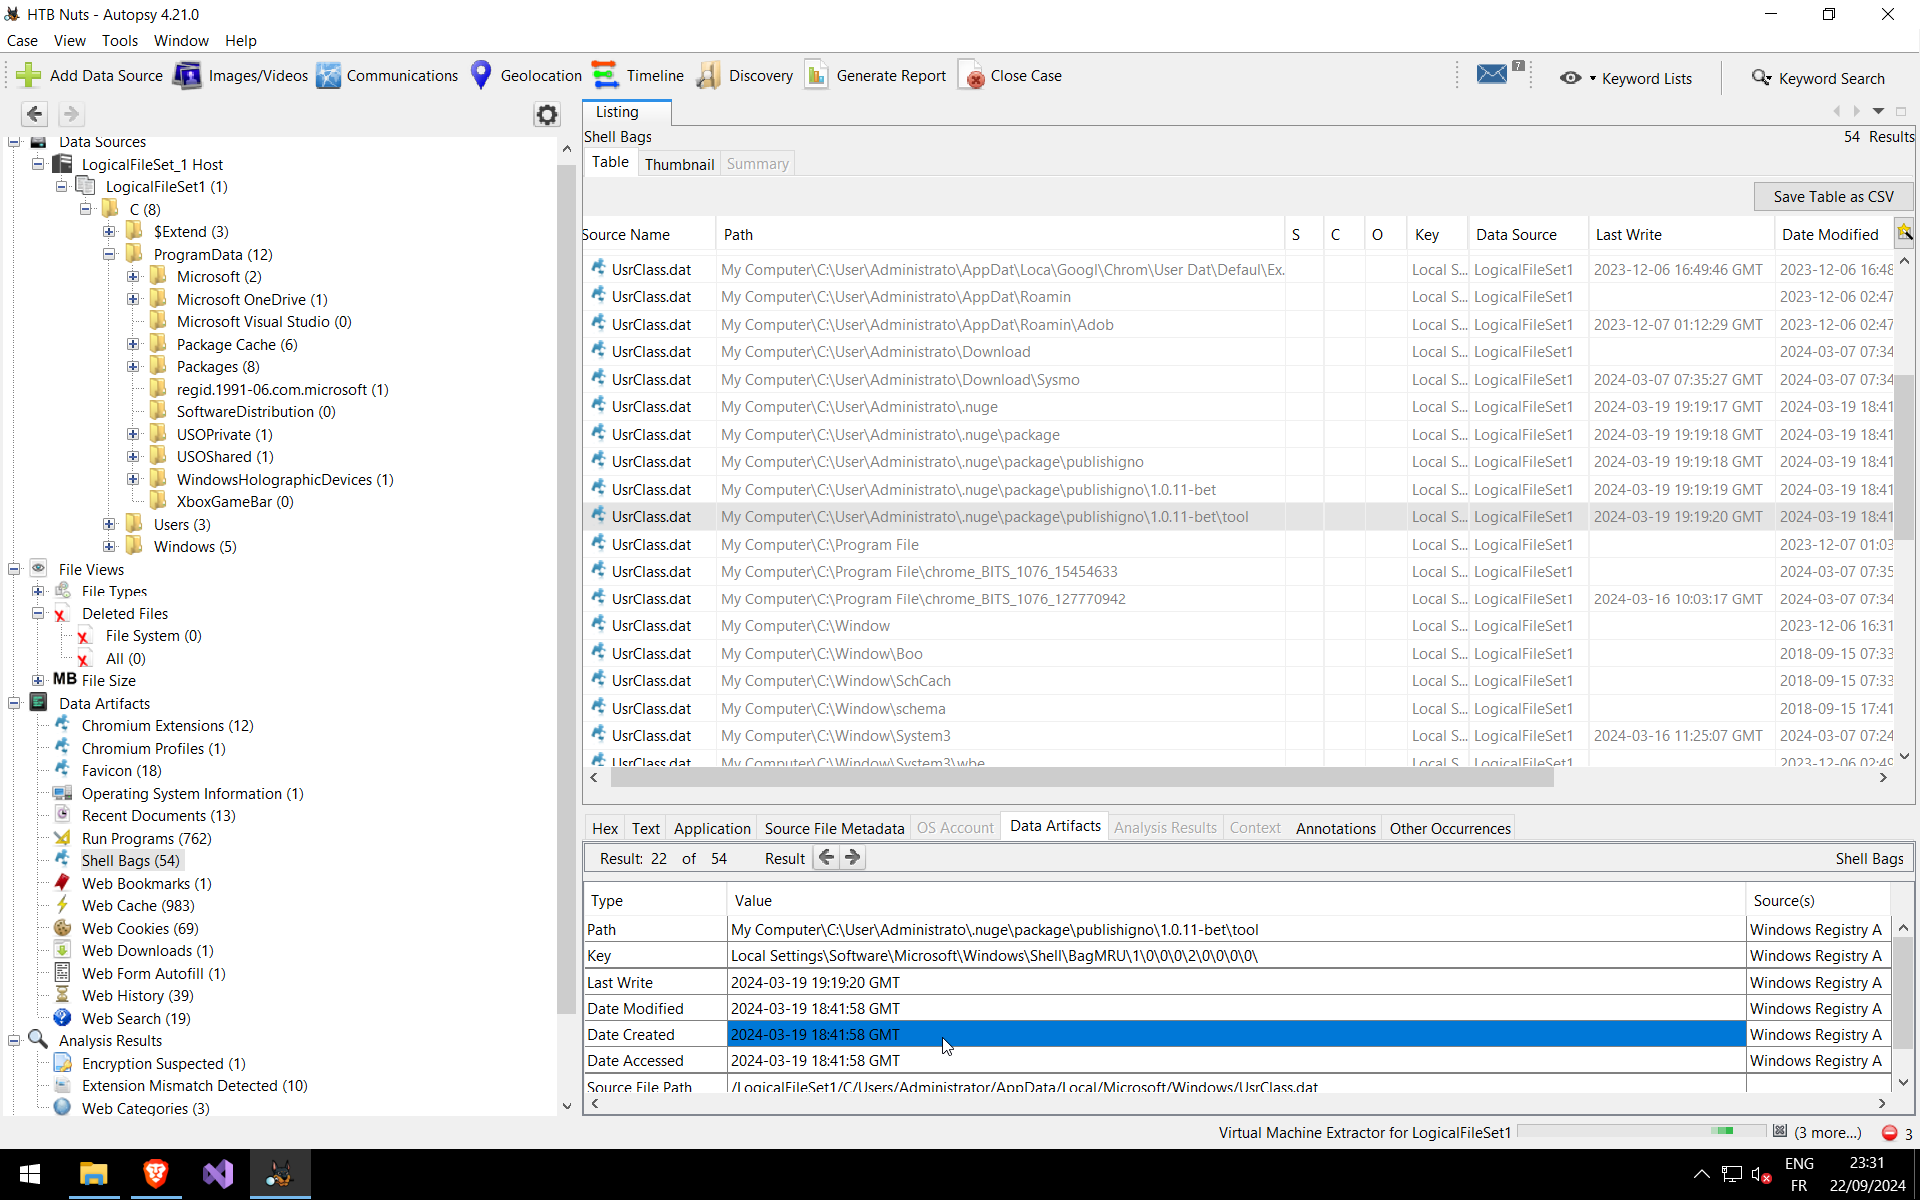 HTB Nuts - Autopsy 4.21.0
Case View Tools Window Help
Add Data Source Images/Videos Communications Geolocation Timeline Discovery Generate Report Close Case 7 Keyword Lists Keyword Search
Data Sources
LogicalFileSet_1 Host
LogicalFileSet1 (1)
C (8)
$Extend (3)
ProgramData (12)
Microsoft (2)
Microsoft OneDrive (1)
Microsoft Visual Studio (0)
Package Cache (6)
Packages (8)
regid.1991-06.com.microsoft (1)
SoftwareDistribution (0)
USOPrivate (1)
USOShared (1)
WindowsHolographicDevices (1)
XboxGameBar (0)
Users (3)
Windows (5)
File Views
File Types
Deleted Files
File System (0)
All (0)
MB File Size
Data Artifacts
Chromium Extensions (12)
Chromium Profiles (1)
Favicon (18)
Operating System Information (1)
Recent Documents (13)
Run Programs (762)
Shell Bags (54)
Web Bookmarks (1)
Web Cache (983)
Web Cookies (69)
Web Downloads (1)
Web Form Autofill (1)
Web History (39)
Web Search (19)
Analysis Results
Encryption Suspected (1)
Extension Mismatch Detected (10)
Web Categories (3)
Listing
Shell Bags 54 Results
Table Thumbnail Summary
Save Table as CSV
Source Name Path S C O Key Data Source Last Write Date Modified
UsrClass.dat My Computer\C:\User\Administrato\AppDat\Loca\Googl\Chrom\User Dat\Defaul\Ex... Local S... LogicalFileSet1 2023-12-06 16:49:46 GMT 2023-12-06 16:48
UsrClass.dat My Computer\C:\User\Administrato\AppDat\Roamin Local S... LogicalFileSet1 2023-12-06 02:47
UsrClass.dat My Computer\C:\User\Administrato\AppDat\Roamin\Adob Local S... LogicalFileSet1 2023-12-07 01:12:29 GMT 2023-12-06 02:47
UsrClass.dat My Computer\C:\User\Administrato\Download Local S... LogicalFileSet1 2024-03-07 07:34
UsrClass.dat My Computer\C:\User\Administrato\Download\Sysmo Local S... LogicalFileSet1 2024-03-07 07:35:27 GMT 2024-03-07 07:34
UsrClass.dat My Computer\C:\User\Administrato\.nuge Local S... LogicalFileSet1 2024-03-19 19:19:17 GMT 2024-03-19 18:41
UsrClass.dat My Computer\C:\User\Administrato\.nuge\package Local S... LogicalFileSet1 2024-03-19 19:19:18 GMT 2024-03-19 18:41
UsrClass.dat My Computer\C:\User\Administrato\.nuge\package\publishigno Local S... LogicalFileSet1 2024-03-19 19:19:18 GMT 2024-03-19 18:41
UsrClass.dat My Computer\C:\User\Administrato\.nuge\package\publishigno\1.0.11-bet Local S... LogicalFileSet1 2024-03-19 19:19:19 GMT 2024-03-19 18:41
UsrClass.dat My Computer\C:\User\Administrato\.nuge\package\publishigno\1.0.11-bet\tool Local S... LogicalFileSet1 2024-03-19 19:19:20 GMT 2024-03-19 18:41
UsrClass.dat My Computer\C:\Program File Local S... LogicalFileSet1 2023-12-07 01:03
UsrClass.dat My Computer\C:\Program File\chrome_BITS_1076_15454633 Local S... LogicalFileSet1 2024-03-07 07:35
UsrClass.dat My Computer\C:\Program File\chrome_BITS_1076_127770942 Local S... LogicalFileSet1 2024-03-16 10:03:17 GMT 2024-03-07 07:34
UsrClass.dat My Computer\C:\Window Local S... LogicalFileSet1 2023-12-06 16:31
UsrClass.dat My Computer\C:\Window\Boo Local S... LogicalFileSet1 2018-09-15 07:33
UsrClass.dat My Computer\C:\Window\SchCach Local S... LogicalFileSet1 2018-09-15 07:33
UsrClass.dat My Computer\C:\Window\schema Local S... LogicalFileSet1 2018-09-15 17:41
UsrClass.dat My Computer\C:\Window\System3 Local S... LogicalFileSet1 2024-03-16 11:25:07 GMT 2024-03-07 07:24
UsrClass.dat My Computer\C:\Window\System3\wbe Local S... LogicalFileSet1 2023-12-06 02:49
Hex Text Application Source File Metadata OS Account Data Artifacts Analysis Results Context Annotations Other Occurrences
Result: 22 of 54 Result Shell Bags
Type Value Source(s)
Path My Computer\C:\User\Administrato\.nuge\package\publishigno\1.0.11-bet\tool Windows Registry A
Key Local Settings\Software\Microsoft\Windows\Shell\BagMRU\1\0\0\0\2\0\0\0\0\ Windows Registry A
Last Write 2024-03-19 19:19:20 GMT Windows Registry A
Date Modified 2024-03-19 18:41:58 GMT Windows Registry A
Date Created 2024-03-19 18:41:58 GMT Windows Registry A
Date Accessed 2024-03-19 18:41:58 GMT Windows Registry A
Source File Path /LogicalFileSet1/C/Users/Administrator/AppData/Local/Microsoft/Windows/UsrClass.dat
Virtual Machine Extractor for LogicalFileSet1 (3 more...) 3
ENG 23:31
FR 22/09/2024